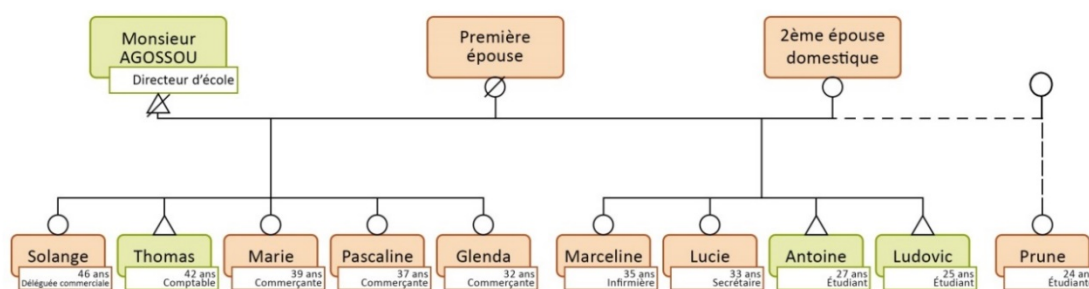 Monsieur
AGOSSOU
Directeur d'école
Première
épouse
2ème épouse
domestique
Solange
46 ans
Déléguée commerciale
Thomas
42 ans
Comptable
Marie
39 ans
Commerçante
Pascaline
37 ans
Commerçante
Glenda
32 ans
Commerçante
Marceline
35 ans
Infirmière
Lucie
33 ans
Secrétaire
Antoine
27 ans
Étudiant
Ludovic
25 ans
Étudiant
Prune
24 ans
Étudiant